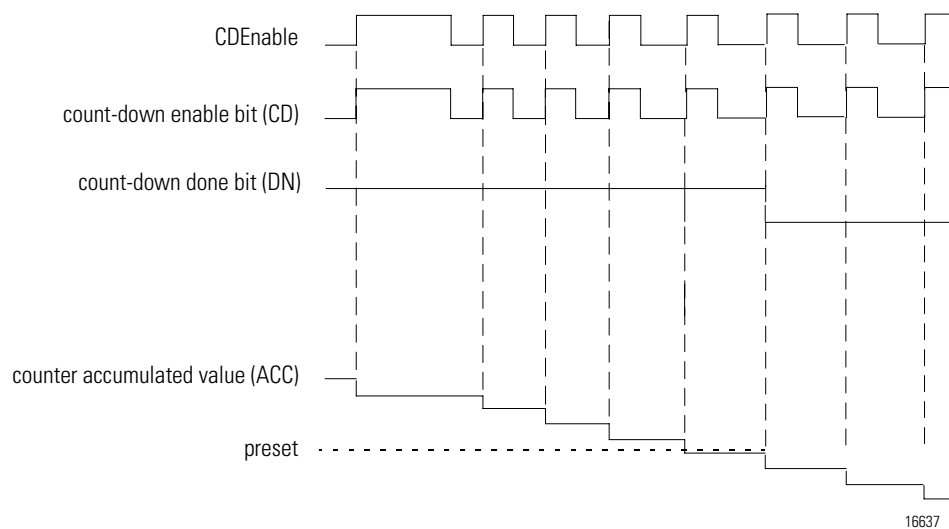 CDEnable
count-down enable bit (CD)
count-down done bit (DN)
counter accumulated value (ACC)
preset
16637